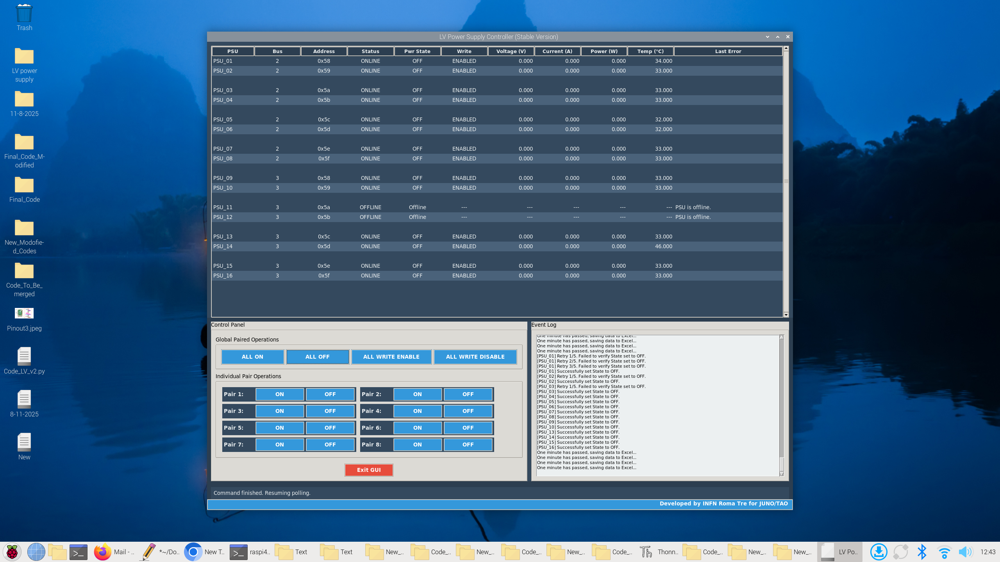 Trash
LV power
supply
11-8-2025
Final_Code_M-
odified
Final_Code
New_Modofie-
d_Codes
Code_To_Be_
merged
Pinout3.jpeg
Code_LV_v2.py
8-11-2025
New
LV Power Supply Controller (Stable Version)
PSU Bus Address Status Pwr State Write Voltage (V) Current (A) Power (W) Temp (°C) Last Error
PSU_01 2 0x58 ONLINE OFF ENABLED 0.000 0.000 0.000 34.000
PSU_02 2 0x59 ONLINE OFF ENABLED 0.000 0.000 0.000 33.000
PSU_03 2 0x5a ONLINE OFF ENABLED 0.000 0.000 0.000 33.000
PSU_04 2 0x5b ONLINE OFF ENABLED 0.000 0.000 0.000 33.000
PSU_05 2 0x5c ONLINE OFF ENABLED 0.000 0.000 0.000 32.000
PSU_06 2 0x5d ONLINE OFF ENABLED 0.000 0.000 0.000 32.000
PSU_07 2 0x5e ONLINE OFF ENABLED 0.000 0.000 0.000 33.000
PSU_08 2 0x5f ONLINE OFF ENABLED 0.000 0.000 0.000 33.000
PSU_09 3 0x58 ONLINE OFF ENABLED 0.000 0.000 0.000 33.000
PSU_10 3 0x59 ONLINE OFF ENABLED 0.000 0.000 0.000 33.000
PSU_11 3 0x5a OFFLINE Offline --- --- --- --- --- PSU is offline.
PSU_12 3 0x5b OFFLINE Offline --- --- --- --- --- PSU is offline.
PSU_13 3 0x5c ONLINE OFF ENABLED 0.000 0.000 0.000 33.000
PSU_14 3 0x5d ONLINE OFF ENABLED 0.000 0.000 0.000 46.000
PSU_15 3 0x5e ONLINE OFF ENABLED 0.000 0.000 0.000 33.000
PSU_16 3 0x5f ONLINE OFF ENABLED 0.000 0.000 0.000 33.000
Control Panel
Global Paired Operations
ALL ON ALL OFF ALL WRITE ENABLE ALL WRITE DISABLE
Individual Pair Operations
Pair 1: ON OFF Pair 2: ON OFF
Pair 3: ON OFF Pair 4: ON OFF
Pair 5: ON OFF Pair 6: ON OFF
Pair 7: ON OFF Pair 8: ON OFF
Exit GUI
Event Log
One minute has passed, saving data to Excel...
One minute has passed, saving data to Excel...
One minute has passed, saving data to Excel...
One minute has passed, saving data to Excel...
[PSU_01] Retry 1/5. Failed to verify State set to OFF.
[PSU_01] Retry 2/5. Failed to verify State set to OFF.
[PSU_01] Retry 3/5. Failed to verify State set to OFF.
[PSU_01] Successfully set State to OFF.
[PSU_02] Retry 1/5. Failed to verify State set to OFF.
[PSU_02] Successfully set State to OFF.
[PSU_03] Retry 1/5. Failed to verify State set to OFF.
[PSU_03] Successfully set State to OFF.
[PSU_04] Successfully set State to OFF.
[PSU_05] Successfully set State to OFF.
[PSU_06] Successfully set State to OFF.
[PSU_07] Successfully set State to OFF.
[PSU_08] Successfully set State to OFF.
[PSU_09] Successfully set State to OFF.
[PSU_10] Successfully set State to OFF.
[PSU_13] Successfully set State to OFF.
[PSU_14] Successfully set State to OFF.
[PSU_15] Successfully set State to OFF.
[PSU_16] Successfully set State to OFF.
One minute has passed, saving data to Excel...
One minute has passed, saving data to Excel...
One minute has passed, saving data to Excel...
One minute has passed, saving data to Excel...
Command finished. Resuming polling.
Developed by INFN Roma Tre for JUNO/TAO
>_ Mail - .. *~/Do.. New T.. >_ raspi4.. Text Text New_.. Code_.. New_.. Code_.. New_.. Code_.. Th Thonn.. Code_.. New_.. New_.. LV Po.. 12:43